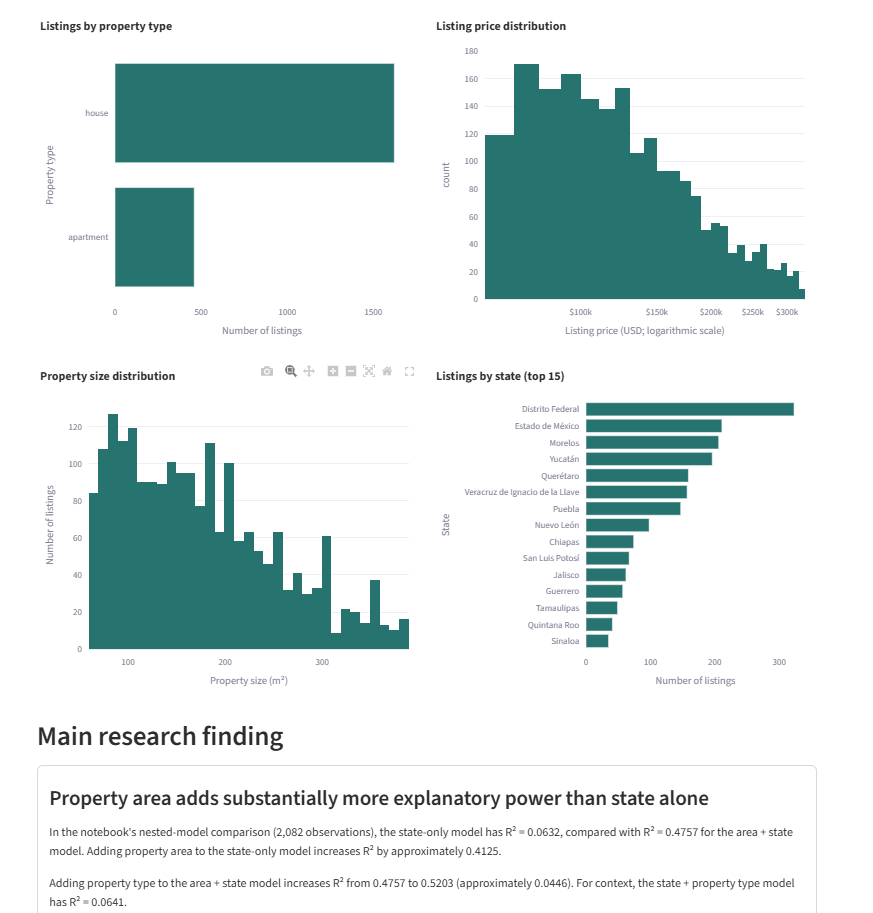 Listings by property type
house
apartment
Property type
0 500 1000 1500
Number of listings
Listing price distribution
180
160
140
120
100
80
60
40
20
0
count
$100k $150k $200k $250k $300k
Listing price (USD; logarithmic scale)
Property size distribution
120
100
80
60
40
20
0
Number of listings
100 200 300
Property size (m²)
Listings by state (top 15)
Distrito Federal
Estado de México
Morelos
Yucatán
Querétaro
Veracruz de Ignacio de la Llave
Puebla
Nuevo León
Chiapas
San Luis Potosí
Jalisco
Guerrero
Tamaulipas
Quintana Roo
Sinaloa
State
0 100 200 300
Number of listings
Main research finding
Property area adds substantially more explanatory power than state alone
In the notebook's nested-model comparison (2,082 observations), the state-only model has R² = 0.0632, compared with R² = 0.4757 for the area + state
model. Adding property area to the state-only model increases R² by approximately 0.4125.
Adding property type to the area + state model increases R² from 0.4757 to 0.5203 (approximately 0.0446). For context, the state + property type model
has R² = 0.0641.